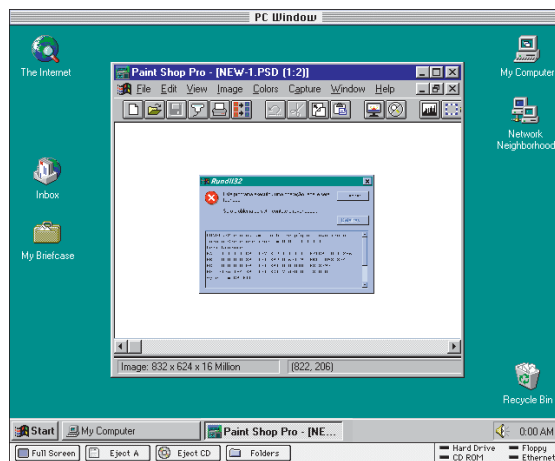 PC Window
The Internet
Inbox
My Briefcase
Paint Shop Pro - [NEW-1.PSD (1:2)]
File Edit View Image Colors Capture Window Help
Rundll32
Image: 832 x 624 x 16 Million (822, 206)
My Computer
Network
Neighborhood
Recycle Bin
Start My Computer Paint Shop Pro - [NE... 0:00 AM
Full Screen Eject A Eject CD Folders Hard Drive Floppy
CD ROM Ethernet